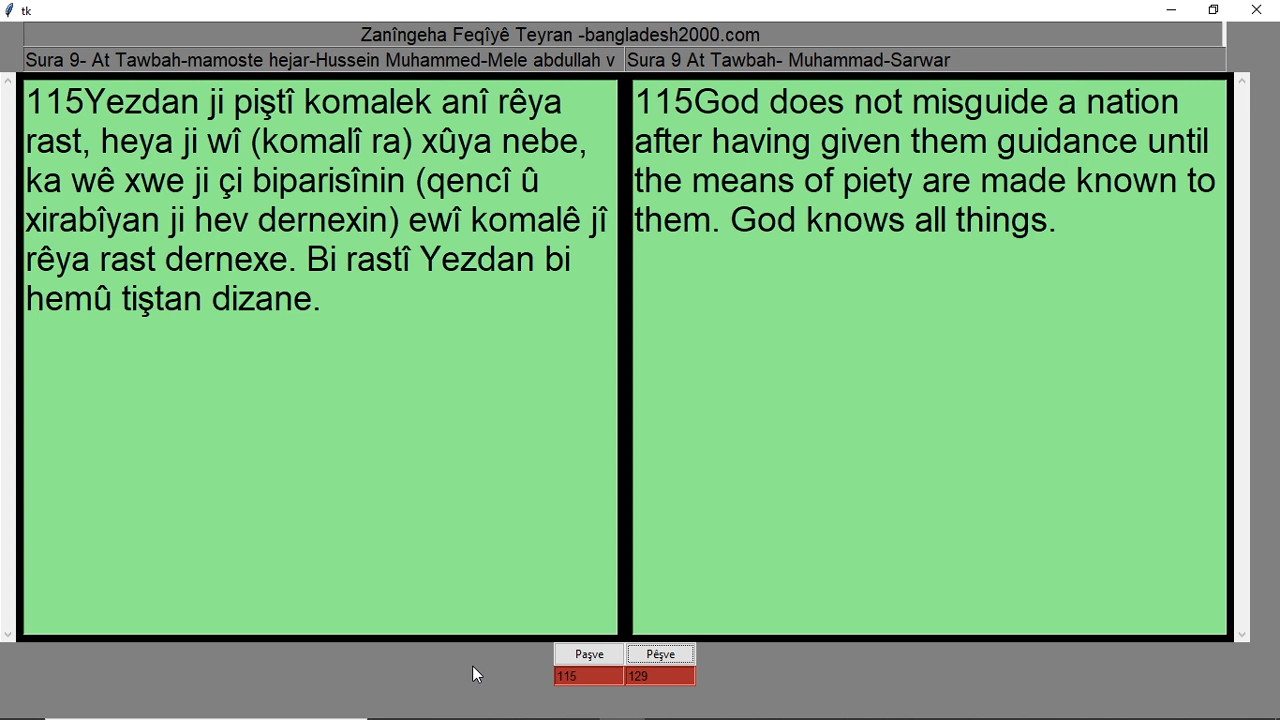 tk
Zanîngeha Feqîyê Teyran -bangladesh2000.com
Sura 9- At Tawbah-mamoste hejar-Hussein Muhammed-Mele abdullah v
Sura 9 At Tawbah- Muhammad-Sarwar
115Yezdan ji piştî komalek anî rêya
rast, heya ji wî (komalî ra) xûya nebe,
ka wê xwe ji çi biparisînin (qencî û
xirabîyan ji hev dernexin) ewî komalê jî
rêya rast dernexe. Bi rastî Yezdan bi
hemû tiştan dizane.
115God does not misguide a nation
after having given them guidance until
the means of piety are made known to
them. God knows all things.
Paşve
Pêşve
115
129